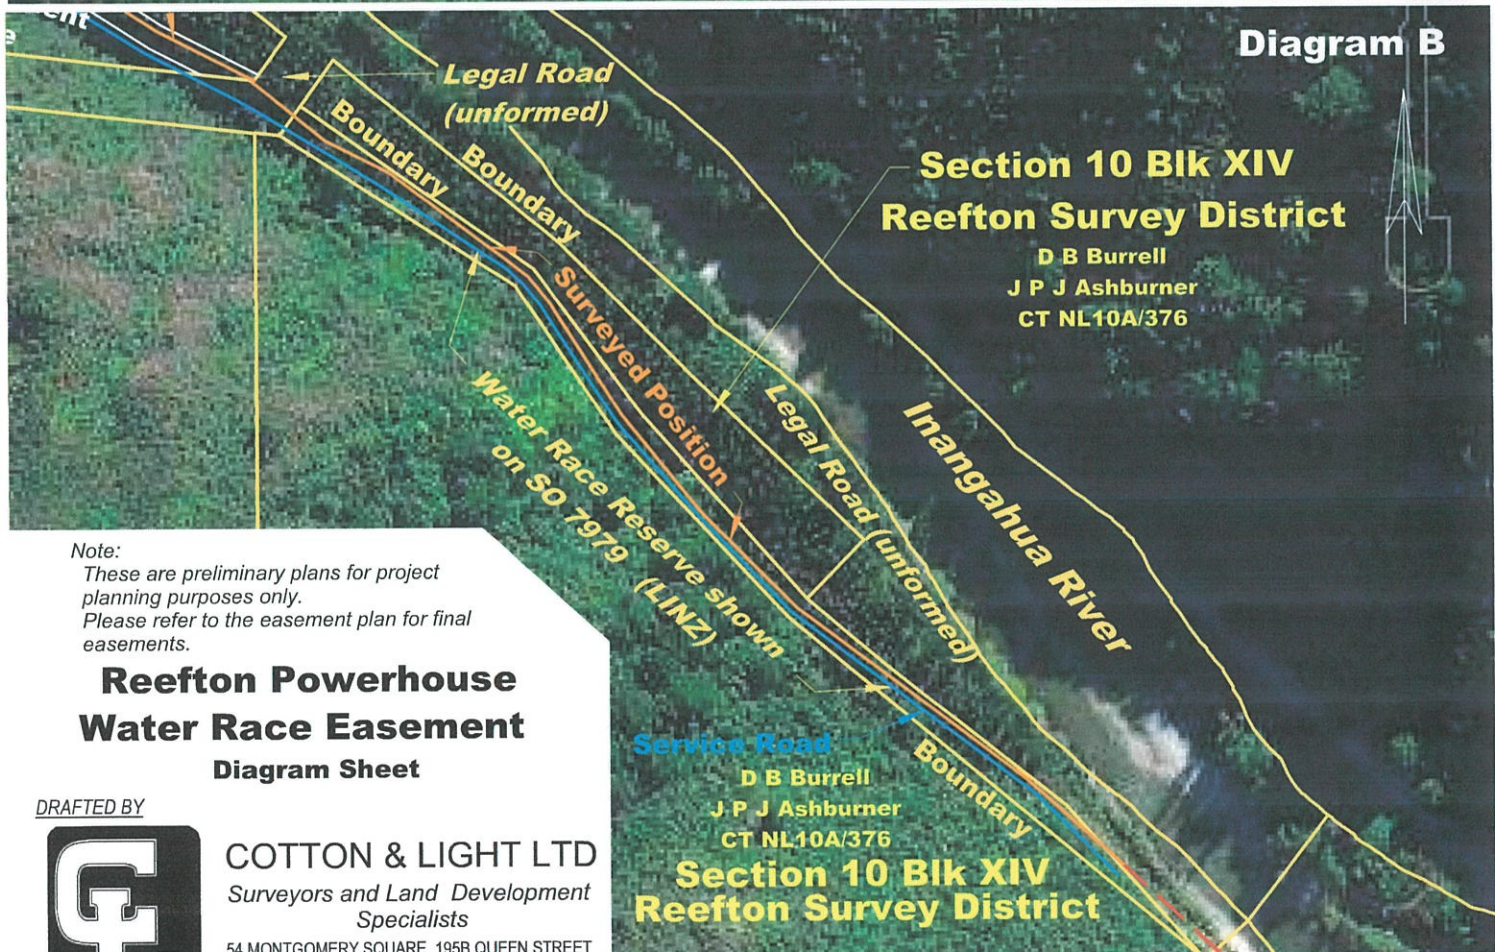 ent
e
Diagram B
Legal Road
(unformed)
Boundary
Boundary
Section 10 Blk XIV
Reefton Survey District
D B Burrell
J P J Ashburner
CT NL10A/376
Surveyed Position
Water Race Reserve shown
on SO 7979 (LINZ)
Legal Road (unformed)
Inangahua River
Note:
These are preliminary plans for project
planning purposes only.
Please refer to the easement plan for final
easements.
Reefton Powerhouse
Water Race Easement
Diagram Sheet
DRAFTED BY
COTTON & LIGHT LTD
Surveyors and Land Development
Specialists
54 MONTGOMERY SQUARE, 195B QUEEN STREET
Service Road
D B Burrell
J P J Ashburner
CT NL10A/376
Section 10 Blk XIV
Reefton Survey District
Boundary